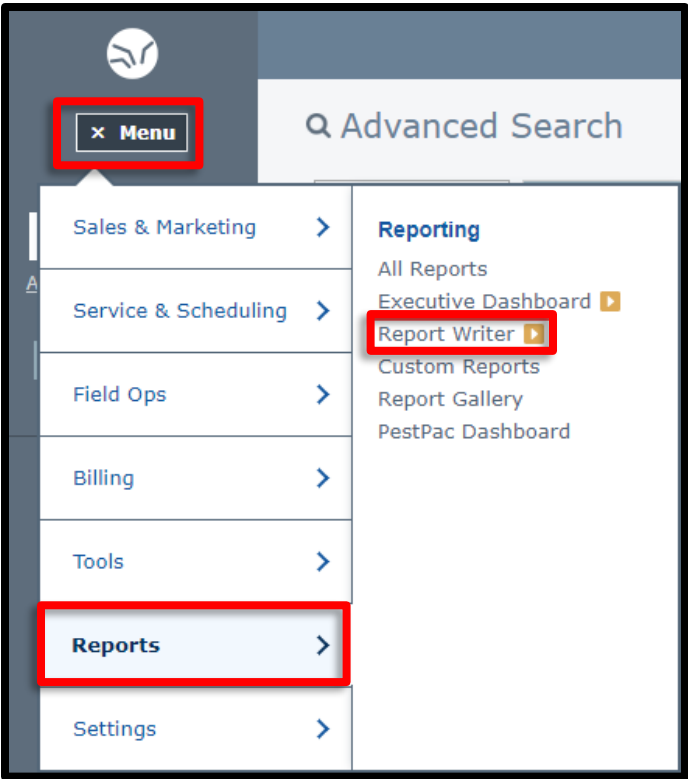 × Menu
Advanced Search
Sales & Marketing
Service & Scheduling
Field Ops
Billing
Tools
Reports
Settings
Reporting
All Reports
Executive Dashboard
Report Writer
Custom Reports
Report Gallery
PestPac Dashboard
A